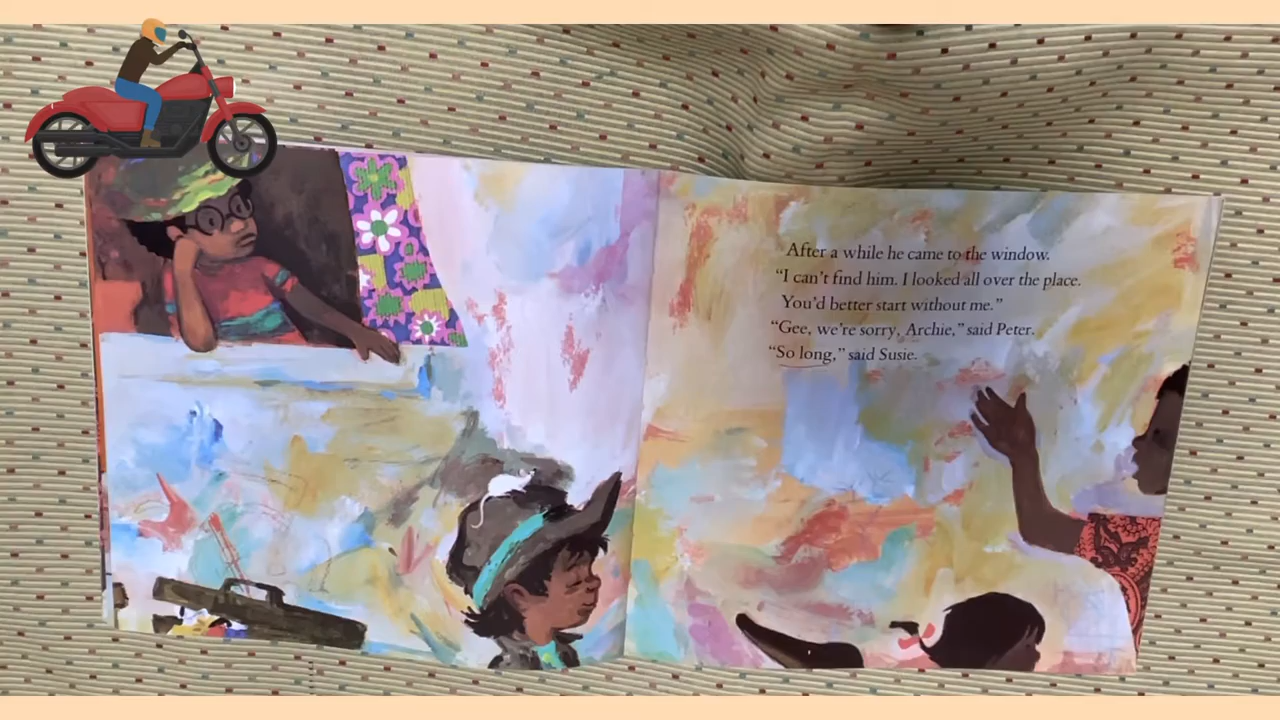 After a while he came to the window.
“I can’t find him. I looked all over the place.
You’d better start without me.”
“Gee, we’re sorry, Archie,” said Peter.
“So long,” said Susie.